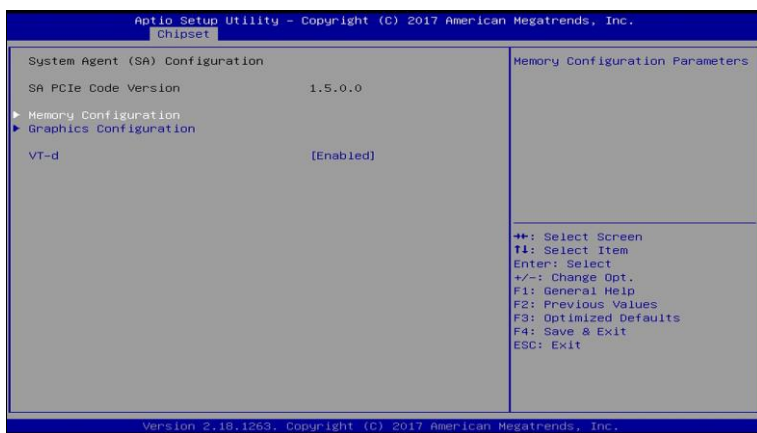 Aptio Setup Utility – Copyright (C) 2017 American Megatrends, Inc.
Chipset
System Agent (SA) Configuration
SA PCIe Code Version 1.5.0.0
▶ Memory Configuration
▶ Graphics Configuration
VT-d [Enabled]
Memory Configuration Parameters
→←: Select Screen
↑↓: Select Item
Enter: Select
+/-: Change Opt.
F1: General Help
F2: Previous Values
F3: Optimized Defaults
F4: Save & Exit
ESC: Exit
Version 2.18.1263. Copyright (C) 2017 American Megatrends, Inc.